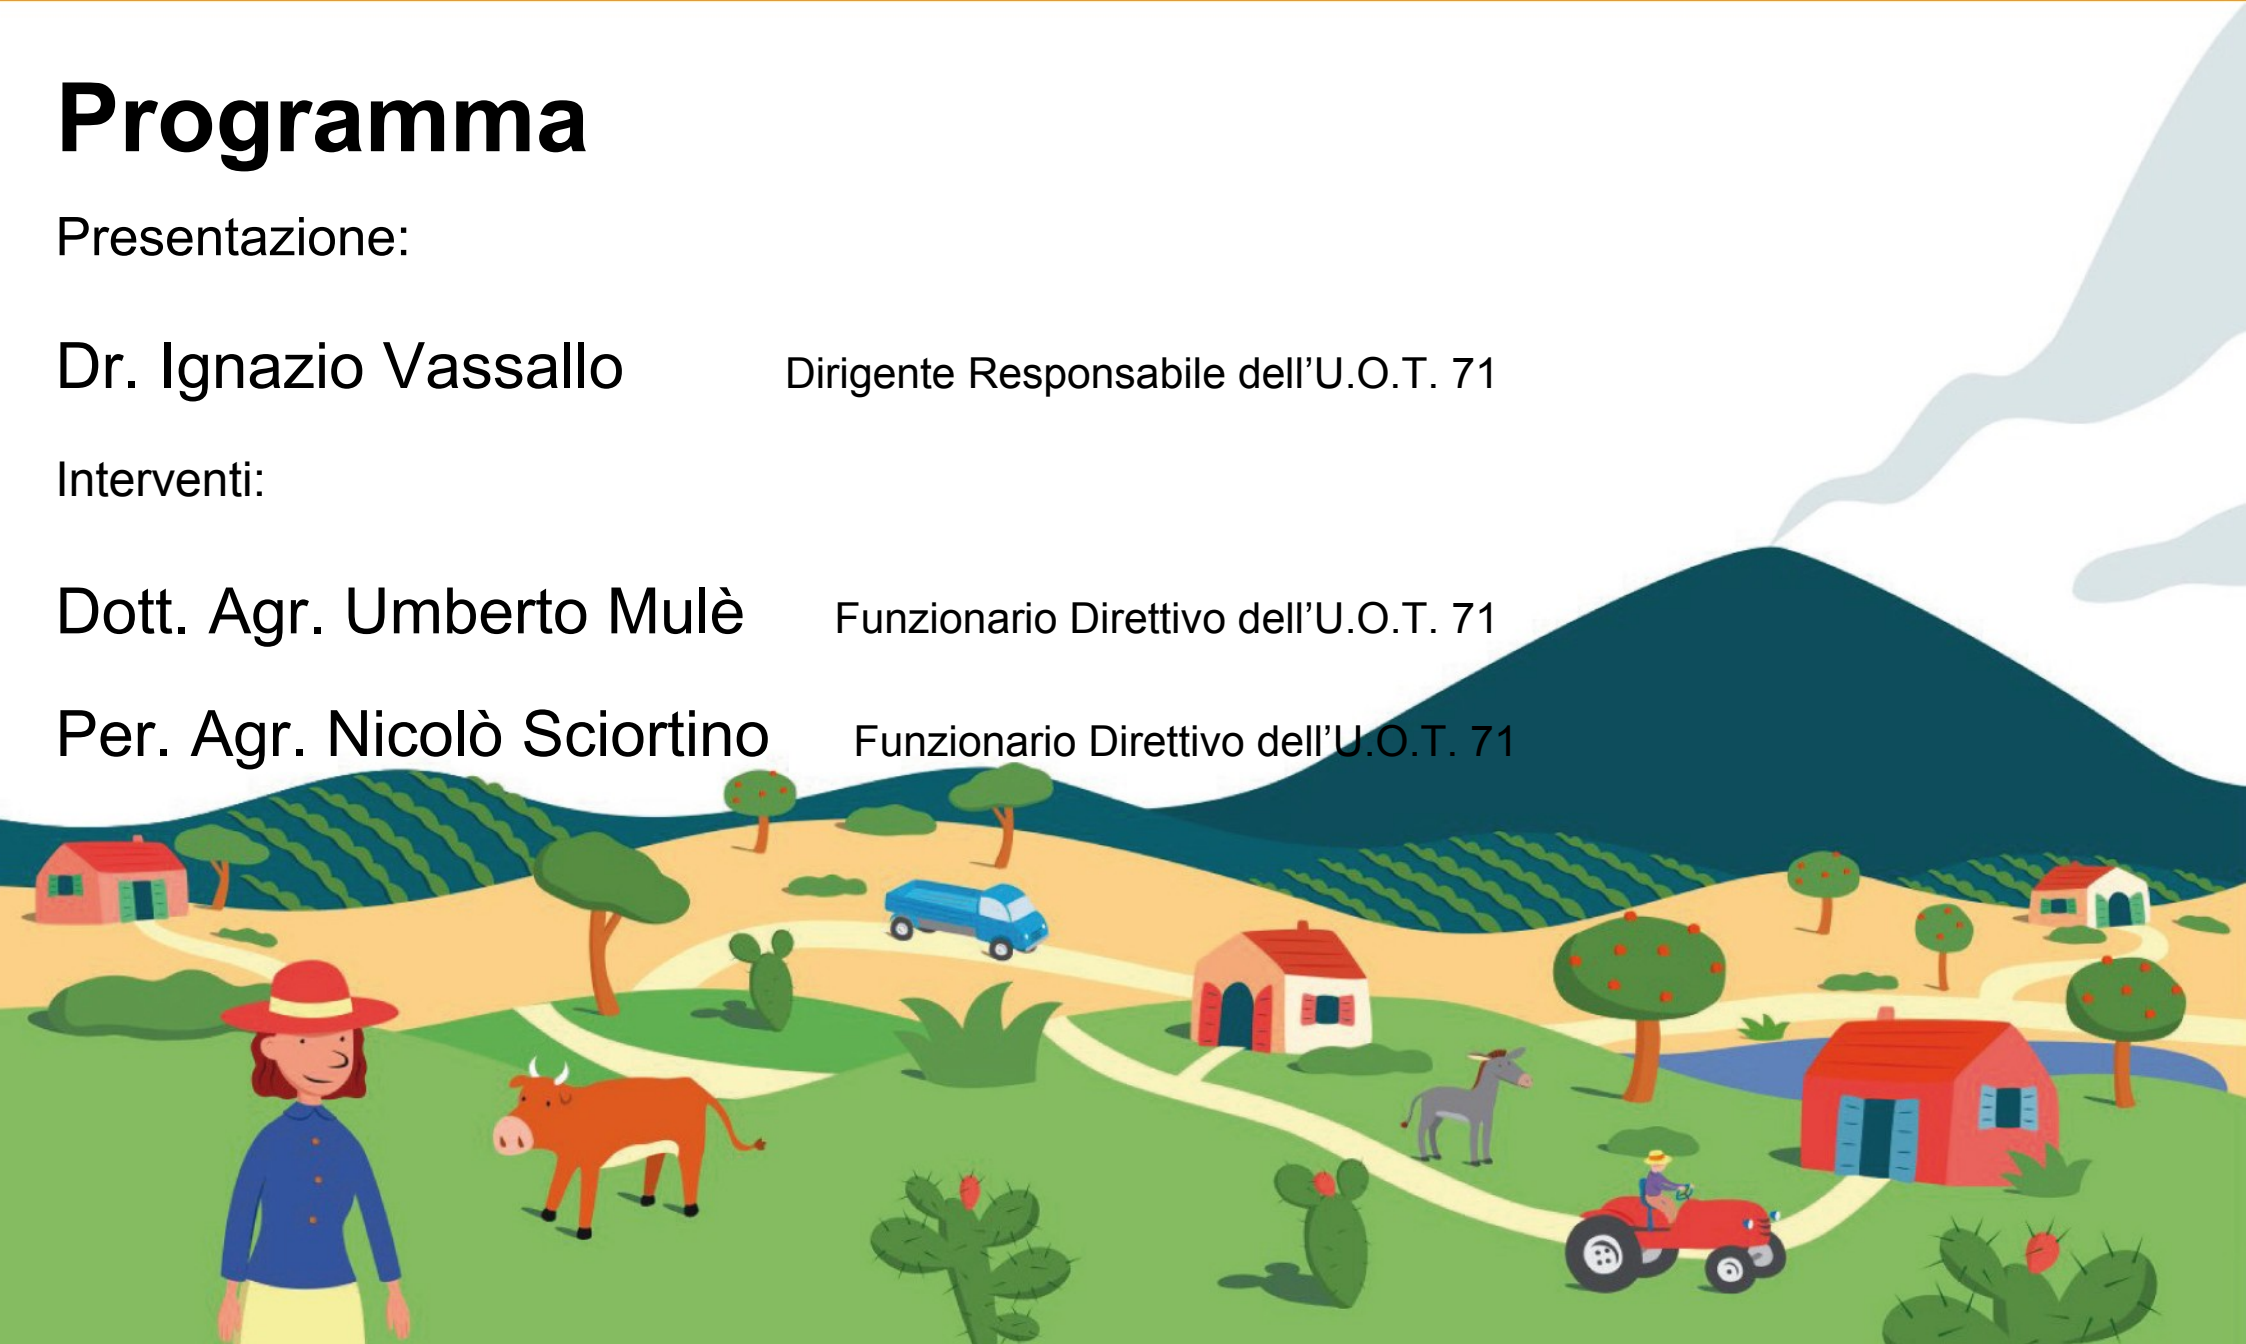 Programma
Presentazione:
Dr. Ignazio Vassallo Dirigente Responsabile dell’U.O.T. 71
Interventi:
Dott. Agr. Umberto Mulè Funzionario Direttivo dell’U.O.T. 71
Per. Agr. Nicolò Sciortino Funzionario Direttivo dell’U.O.T. 71